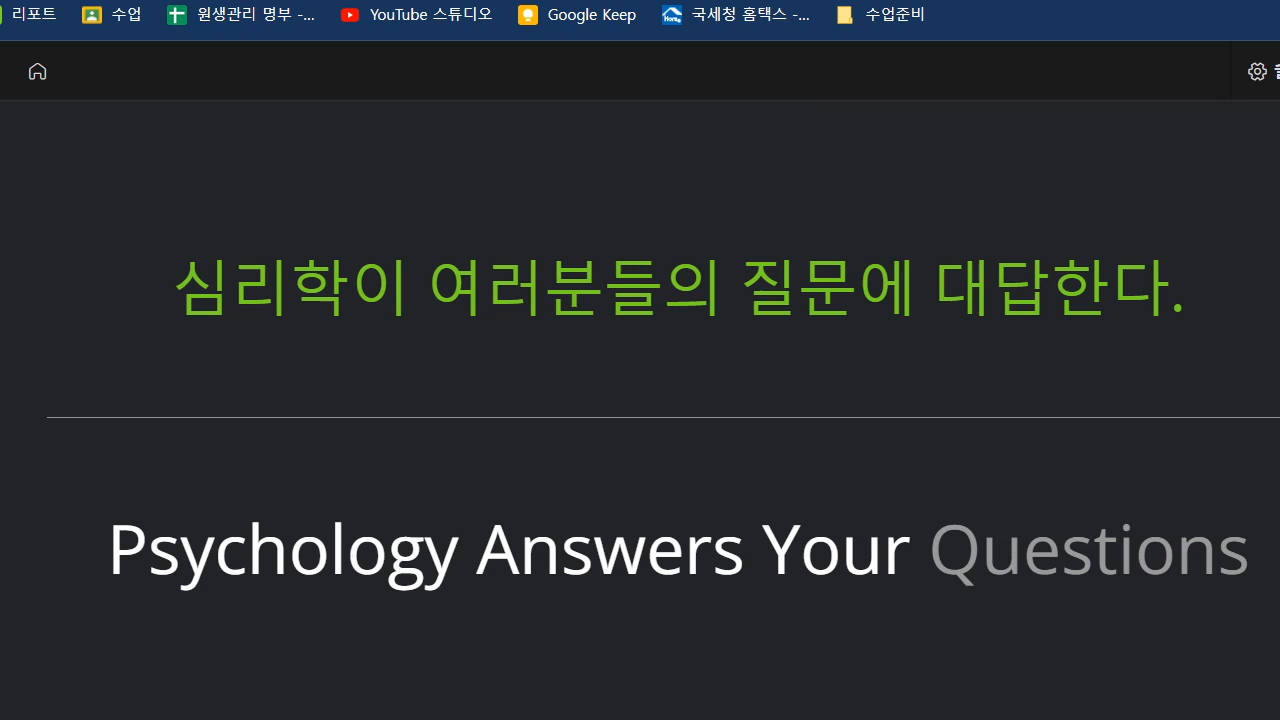 리포트 수업 원생관리 명부 -... YouTube 스튜디오 Google Keep 국세청 홈택스 -... 수업준비
심리학이 여러분들의 질문에 대답한다.
Psychology Answers Your Questions